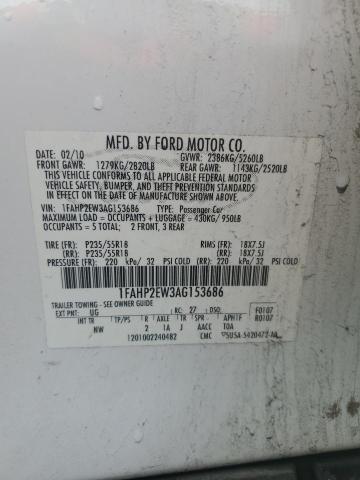 MFD. BY FORD MOTOR CO.
DATE: 02/10 GVWR: 2386KG/5260LB
FRONT GAWR: 1279KG/2820LB REAR GAWR: 1143KG/2520LB
THIS VEHICLE CONFORMS TO ALL APPLICABLE FEDERAL MOTOR
VEHICLE SAFETY, BUMPER, AND THEFT PREVENTION STANDARDS
IN EFFECT ON THE DATE OF MANUFACTURE SHOWN ABOVE.
VEHICLE: 1FAHP2EW3AG153686 TYPE: Passenger Car
MAXIMUM LOAD = OCCUPANTS + LUGGAGE = 430KG/ 950LB
OCCUPANTS = 5 TOTAL: 2 FRONT, 3 REAR
TIRE (FR): P235/55R18 RIMS (FR): 18X7.5J
(RR): P235/55R18 (RR): 18X7.5J
PRESSURE (FR): 220 kPa/ 32 PSI COLD (RR): 220 kPa/ 32 PSI COLD
1FAHP2EW3AG153686
TRAILER TOWING - SEE OWNER GUIDE
EXT PNT: UG RC: 27 DSO: F0107
INT TR TP/PS R AXLE TR SPR APHTF R0107
NW 2 1A J AACC TOA
1201002240482 CMC